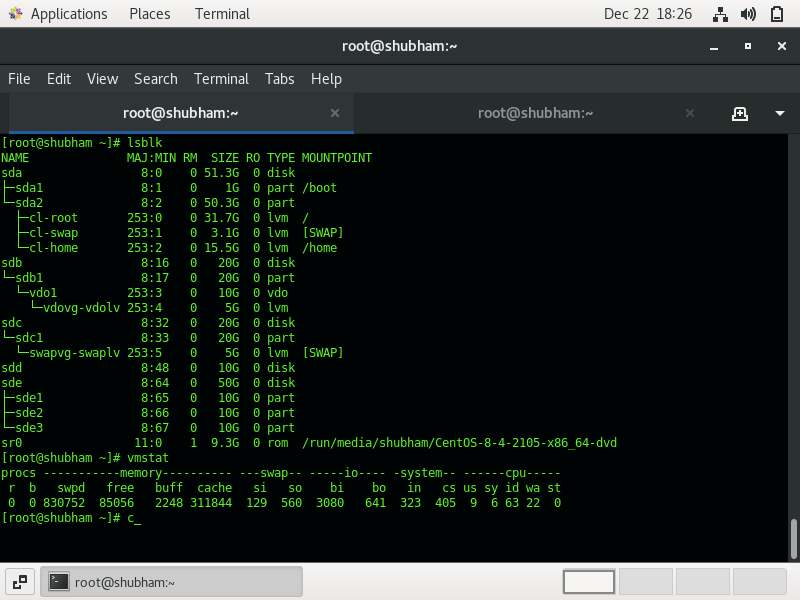 Applications Places Terminal Dec 22 18:26
root@shubham:~
File Edit View Search Terminal Tabs Help
root@shubham:~ × root@shubham:~ ×
[root@shubham ~]# lsblk
NAME              MAJ:MIN RM  SIZE RO TYPE MOUNTPOINT
sda                 8:0    0 51.3G  0 disk
├─sda1              8:1    0    1G  0 part /boot
└─sda2              8:2    0 50.3G  0 part
  ├─cl-root       253:0    0 31.7G  0 lvm  /
  ├─cl-swap       253:1    0  3.1G  0 lvm  [SWAP]
  └─cl-home       253:2    0 15.5G  0 lvm  /home
sdb                 8:16   0   20G  0 disk
└─sdb1              8:17   0   20G  0 part
  └─vdo1          253:3    0   10G  0 vdo
    └─vdovg-vdolv 253:4    0    5G  0 lvm
sdc                 8:32   0   20G  0 disk
└─sdc1              8:33   0   20G  0 part
  └─swapvg-swaplv 253:5    0    5G  0 lvm  [SWAP]
sdd                 8:48   0   10G  0 disk
sde                 8:64   0   50G  0 disk
├─sde1              8:65   0   10G  0 part
├─sde2              8:66   0   10G  0 part
└─sde3              8:67   0   10G  0 part
sr0                11:0    1  9.3G  0 rom  /run/media/shubham/CentOS-8-4-2105-x86_64-dvd
[root@shubham ~]# vmstat
procs -----------memory---------- ---swap-- -----io---- -system-- ------cpu-----
 r  b   swpd   free   buff  cache   si   so    bi    bo   in   cs us sy id wa st
 0  0 830752  85056   2248 311844  129  560  3080   641  323  405  9  6 63 22  0
[root@shubham ~]# c_
root@shubham:~